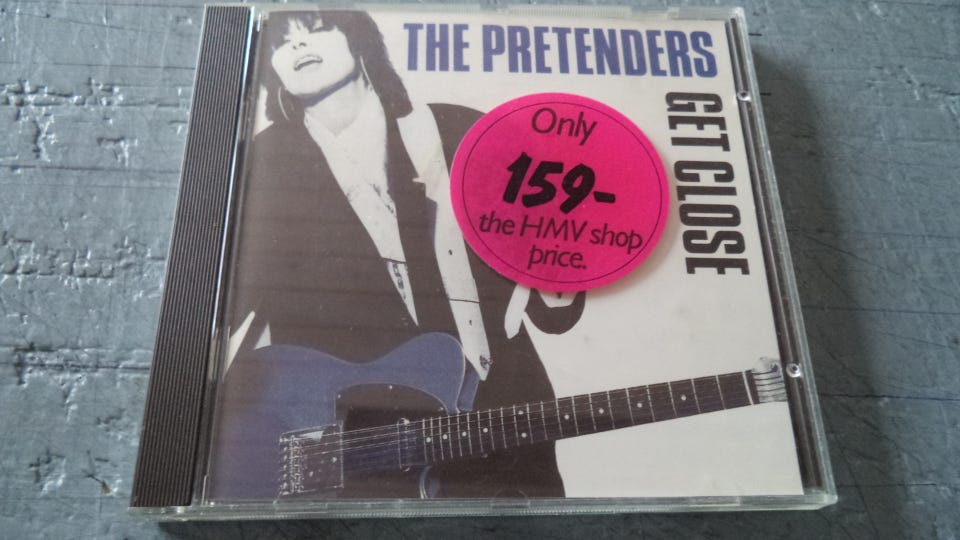 THE PRETENDERS
GET CLOSE
Only
159-
the HMV shop
price.